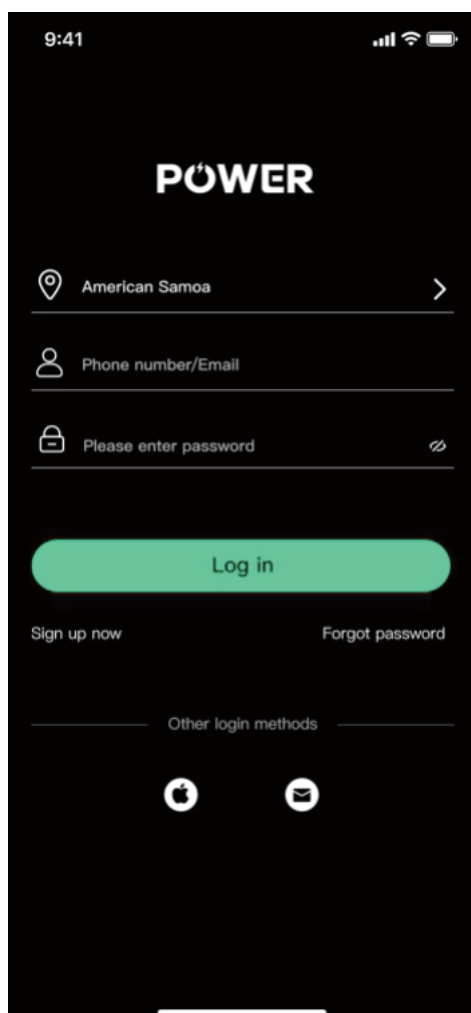 9:41
POWER
American Samoa
Phone number/Email
Please enter password
Log in
Sign up now Forgot password
Other login methods